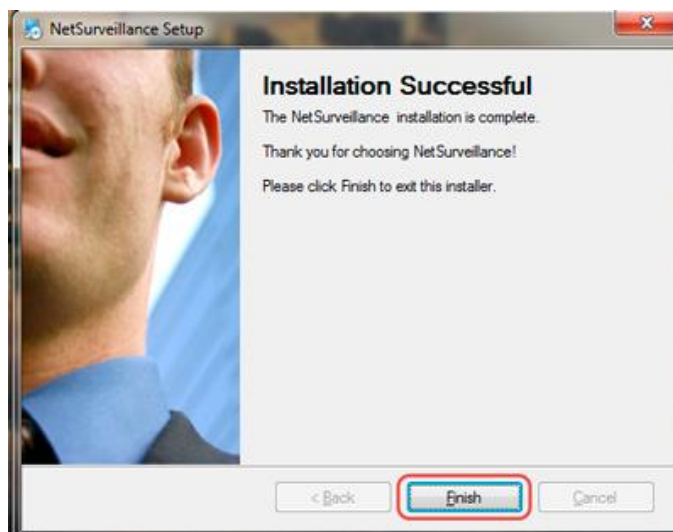 NetSurveillance Setup
Installation Successful
The NetSurveillance installation is complete.
Thank you for choosing NetSurveillance!
Please click Finish to exit this installer.
< Back Finish Cancel